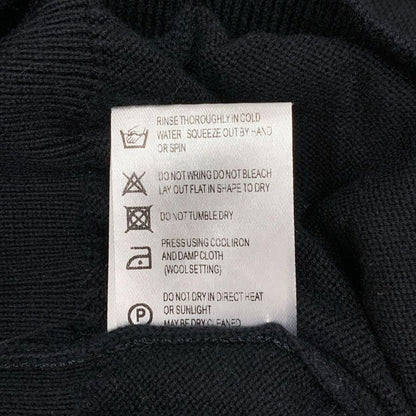 RINSE THOROUGHLY IN COLD
WATER SQUEEZE OUT BY HAND
OR SPIN
DO NOT WRING DO NOT BLEACH
LAY OUT FLAT IN SHAPE TO DRY
DO NOT TUMBLE DRY
PRESS USING COOL IRON
AND DAMP CLOTH
(WOOL SETTING)
P
DO NOT DRY IN DIRECT HEAT
OR SUNLIGHT
MAY BE DRY CLEANED